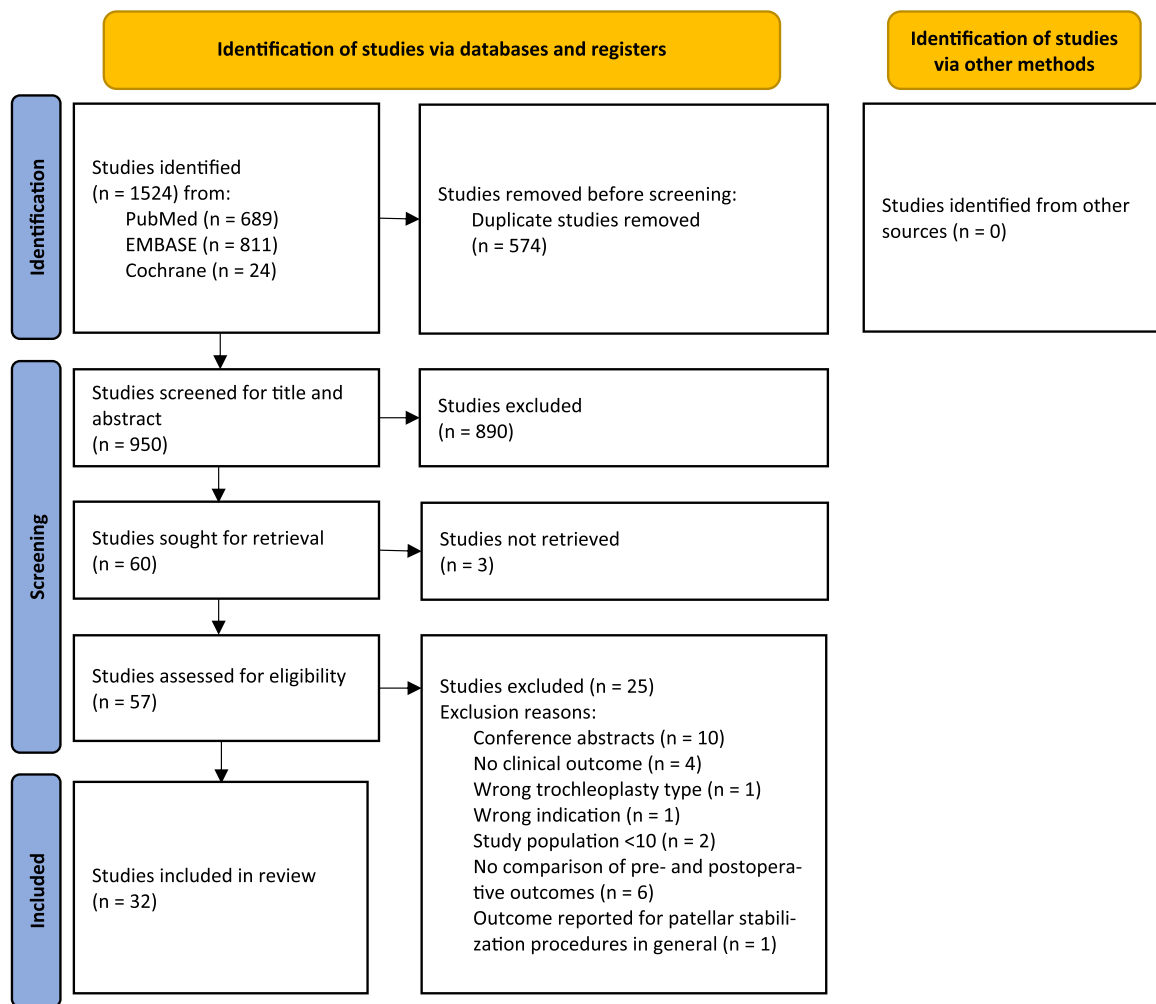 Identification of studies via databases and registers
Identification of studies
via other methods
Identification
Studies identified
(n = 1524) from:
PubMed (n = 689)
EMBASE (n = 811)
Cochrane (n = 24)
Studies removed before screening:
Duplicate studies removed
(n = 574)
Studies identified from other
sources (n = 0)
Screening
Studies screened for title and
abstract
(n = 950)
Studies excluded
(n = 890)
Studies sought for retrieval
(n = 60)
Studies not retrieved
(n = 3)
Studies assessed for eligibility
(n = 57)
Studies excluded (n = 25)
Exclusion reasons:
Conference abstracts (n = 10)
No clinical outcome (n = 4)
Wrong trochleoplasty type (n = 1)
Wrong indication (n = 1)
Study population <10 (n = 2)
No comparison of pre- and postopera-
tive outcomes (n = 6)
Outcome reported for patellar stabili-
zation procedures in general (n = 1)
Included
Studies included in review
(n = 32)